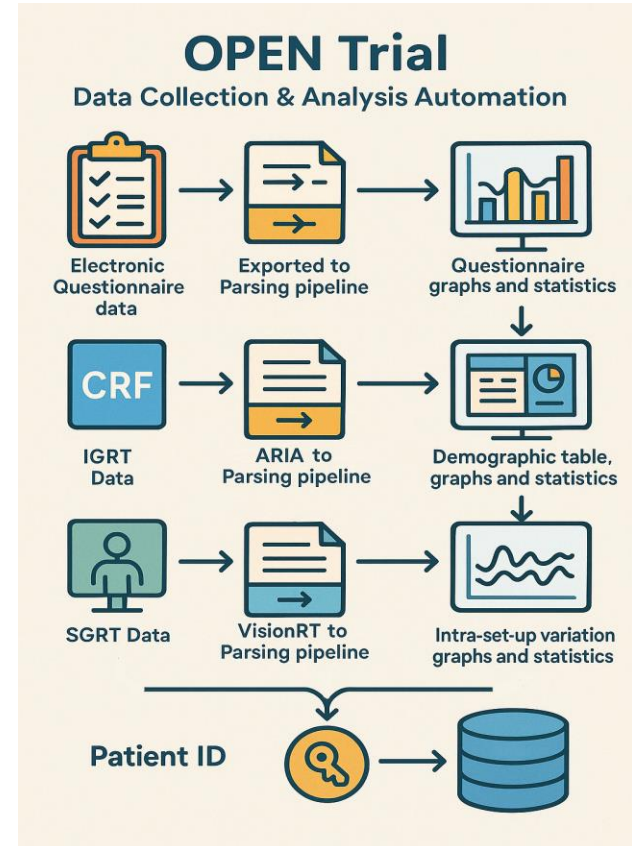 OPEN Trial
Data Collection & Analysis Automation
Electronic
Questionnaire
data
Exported to
Parsing pipeline
Questionnaire
graphs and statistics
CRF
IGRT
Data
ARIA to
Parsing pipeline
Demographic table,
graphs and statistics
SGRT Data
VisionRT to
Parsing pipeline
Intra-set-up variation
graphs and statistics
Patient ID